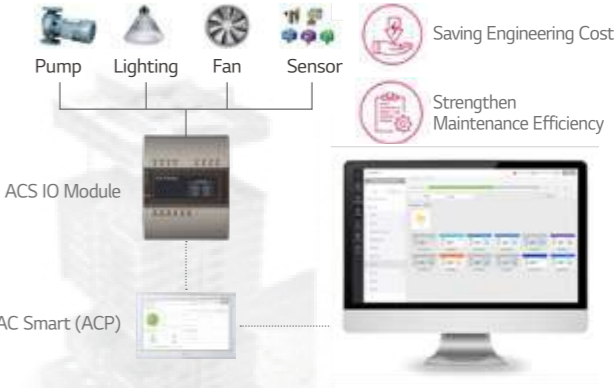 Saving Engineering Cost
Pump Lighting Fan Sensor
Strengthen
Maintenance Efficiency
ACS IO Module
AC Smart (ACP)